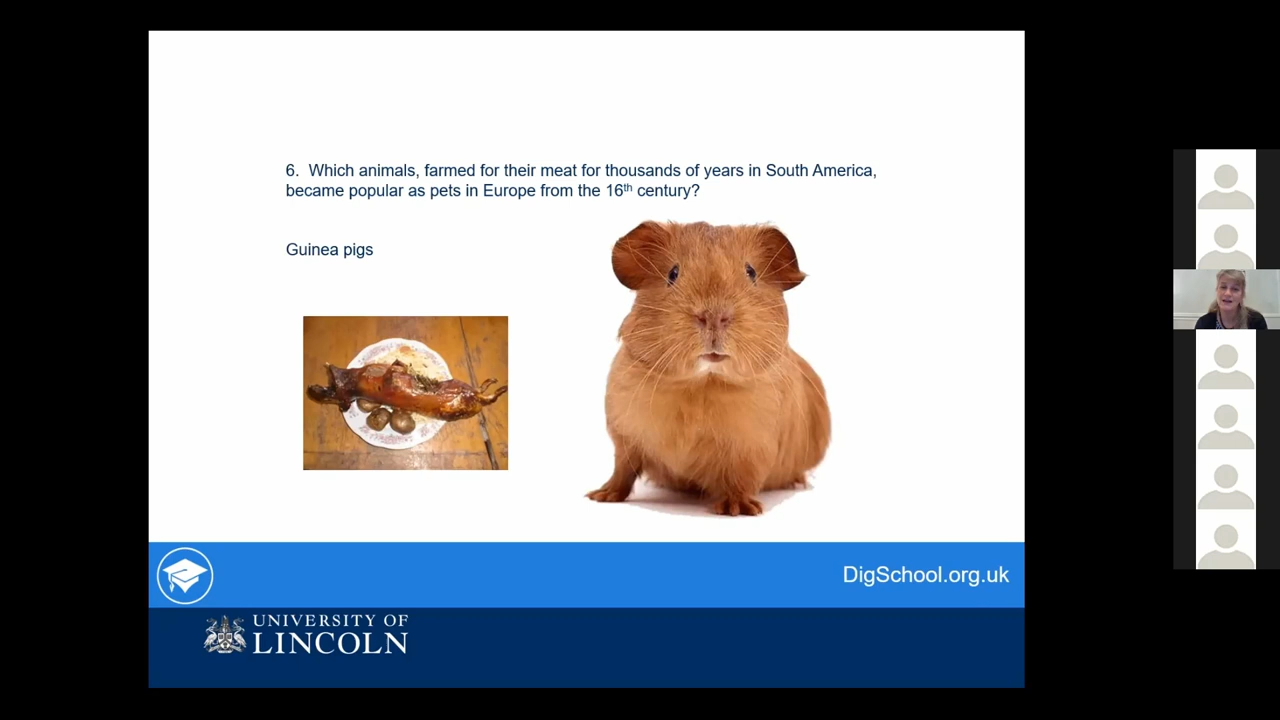 6. Which animals, farmed for their meat for thousands of years in South America,
became popular as pets in Europe from the 16th century?
Guinea pigs
DigSchool.org.uk
UNIVERSITY OF
LINCOLN